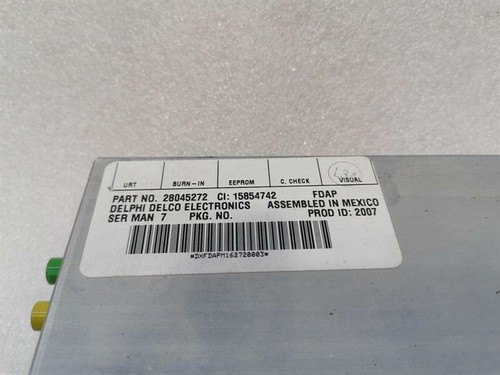 URT BURN-IN EEPROM C. CHECK VISUAL
PART NO. 28045272 CI: 15854742 FDAP
DELPHI DELCO ELECTRONICS ASSEMBLED IN MEXICO
SER MAN 7 PKG. NO. PROD ID: 2007
*DXFDAPM162720003*